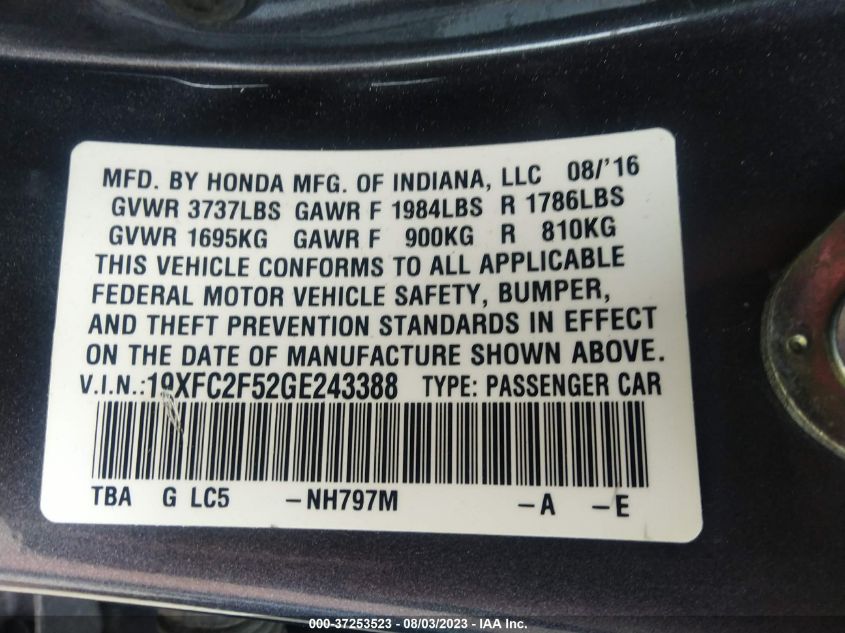 MFD. BY HONDA MFG. OF INDIANA, LLC 08/'16
GVWR 3737LBS GAWR F 1984LBS R 1786LBS
GVWR 1695KG GAWR F 900KG R 810KG
THIS VEHICLE CONFORMS TO ALL APPLICABLE
FEDERAL MOTOR VEHICLE SAFETY, BUMPER,
AND THEFT PREVENTION STANDARDS IN EFFECT
ON THE DATE OF MANUFACTURE SHOWN ABOVE.
V.I.N.:19XFC2F52GE243388 TYPE: PASSENGER CAR
TBA G LC5 –NH797M –A –E
000-37253523 - 08/03/2023 - IAA Inc.